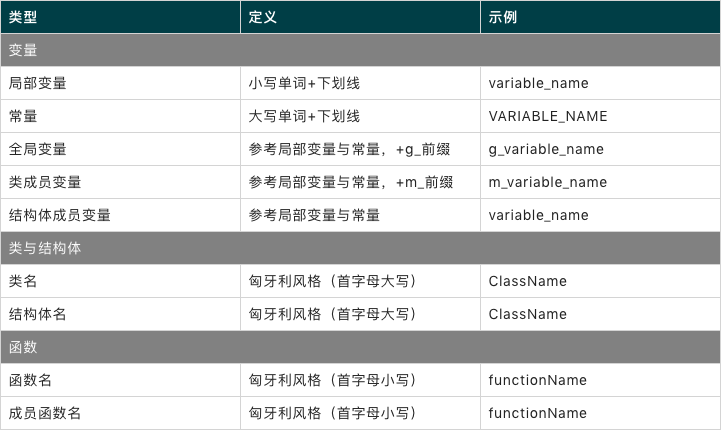 类型 定义 示例
变量
局部变量 小写单词+下划线 variable_name
常量 大写单词+下划线 VARIABLE_NAME
全局变量 参考局部变量与常量，+g_前缀 g_variable_name
类成员变量 参考局部变量与常量，+m_前缀 m_variable_name
结构体成员变量 参考局部变量与常量 variable_name
类与结构体
类名 匈牙利风格（首字母大写） ClassName
结构体名 匈牙利风格（首字母大写） ClassName
函数
函数名 匈牙利风格（首字母小写） functionName
成员函数名 匈牙利风格（首字母小写） functionName